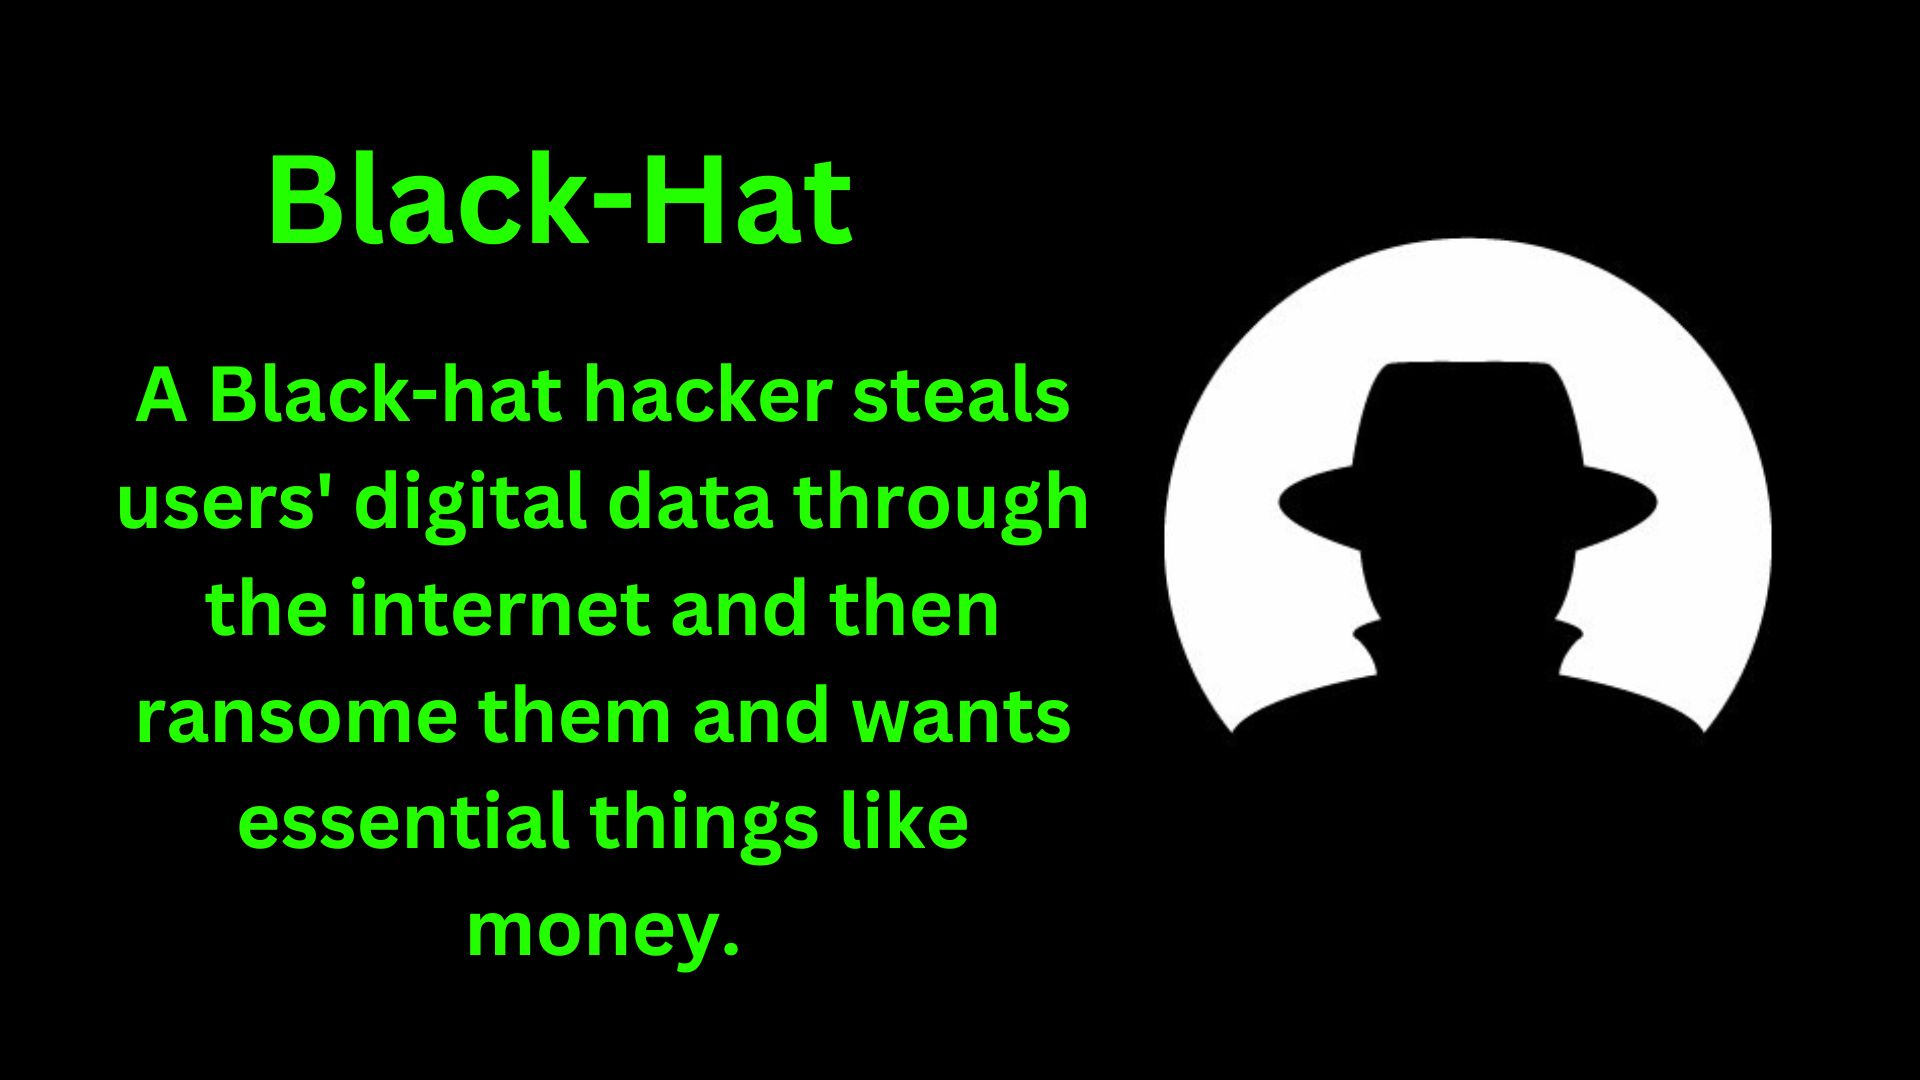 Black-Hat
A Black-hat hacker steals
users' digital data through
the internet and then
ransome them and wants
essential things like
money.